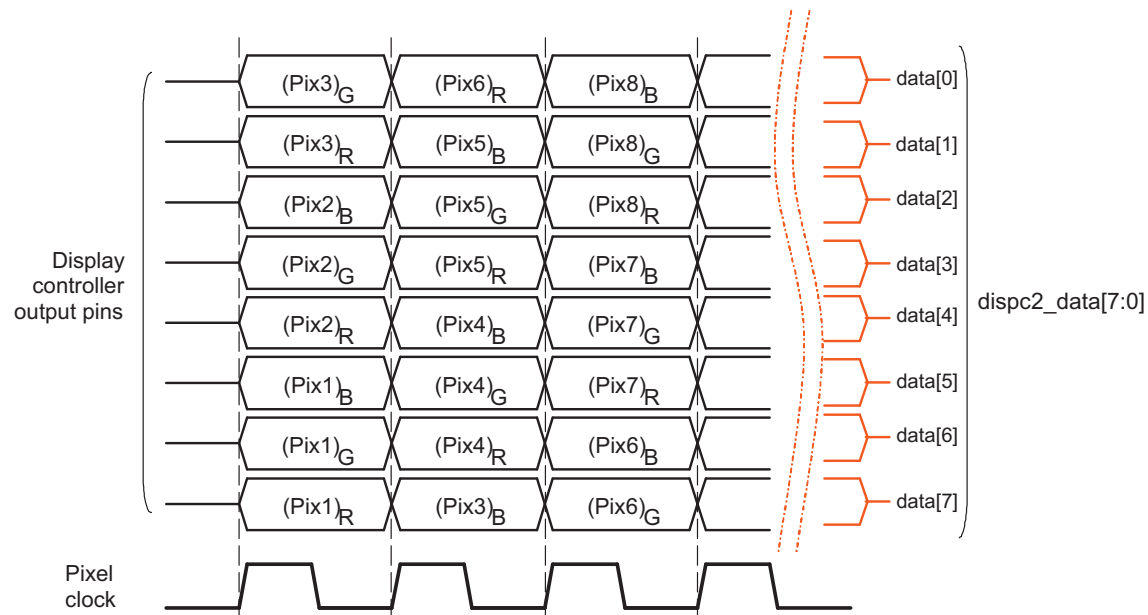 (Pix3)G (Pix6)R (Pix8)B data[0]
(Pix3)R (Pix5)B (Pix8)G data[1]
(Pix2)B (Pix5)G (Pix8)R data[2]
(Pix2)G (Pix5)R (Pix7)B data[3]
(Pix2)R (Pix4)B (Pix7)G data[4]
(Pix1)B (Pix4)G (Pix7)R data[5]
(Pix1)G (Pix4)R (Pix6)B data[6]
(Pix1)R (Pix3)B (Pix6)G data[7]
Display
controller
output pins
dispc2_data[7:0]
Pixel
clock